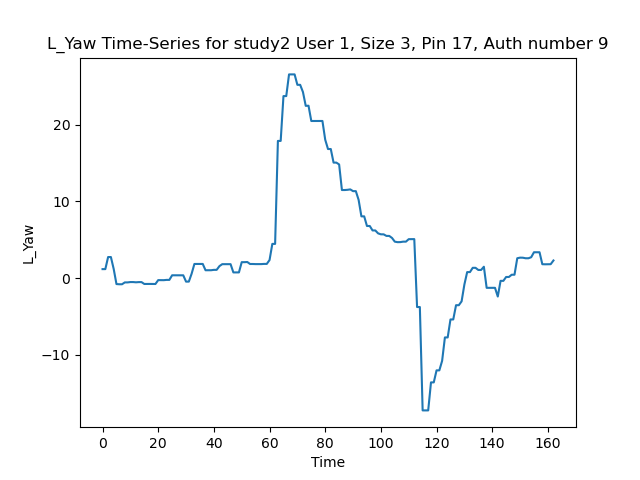 L_Yaw Time-Series for study2 User 1, Size 3, Pin 17, Auth number 9
20
10
0
−10
L_Yaw
0 20 40 60 80 100 120 140 160
Time